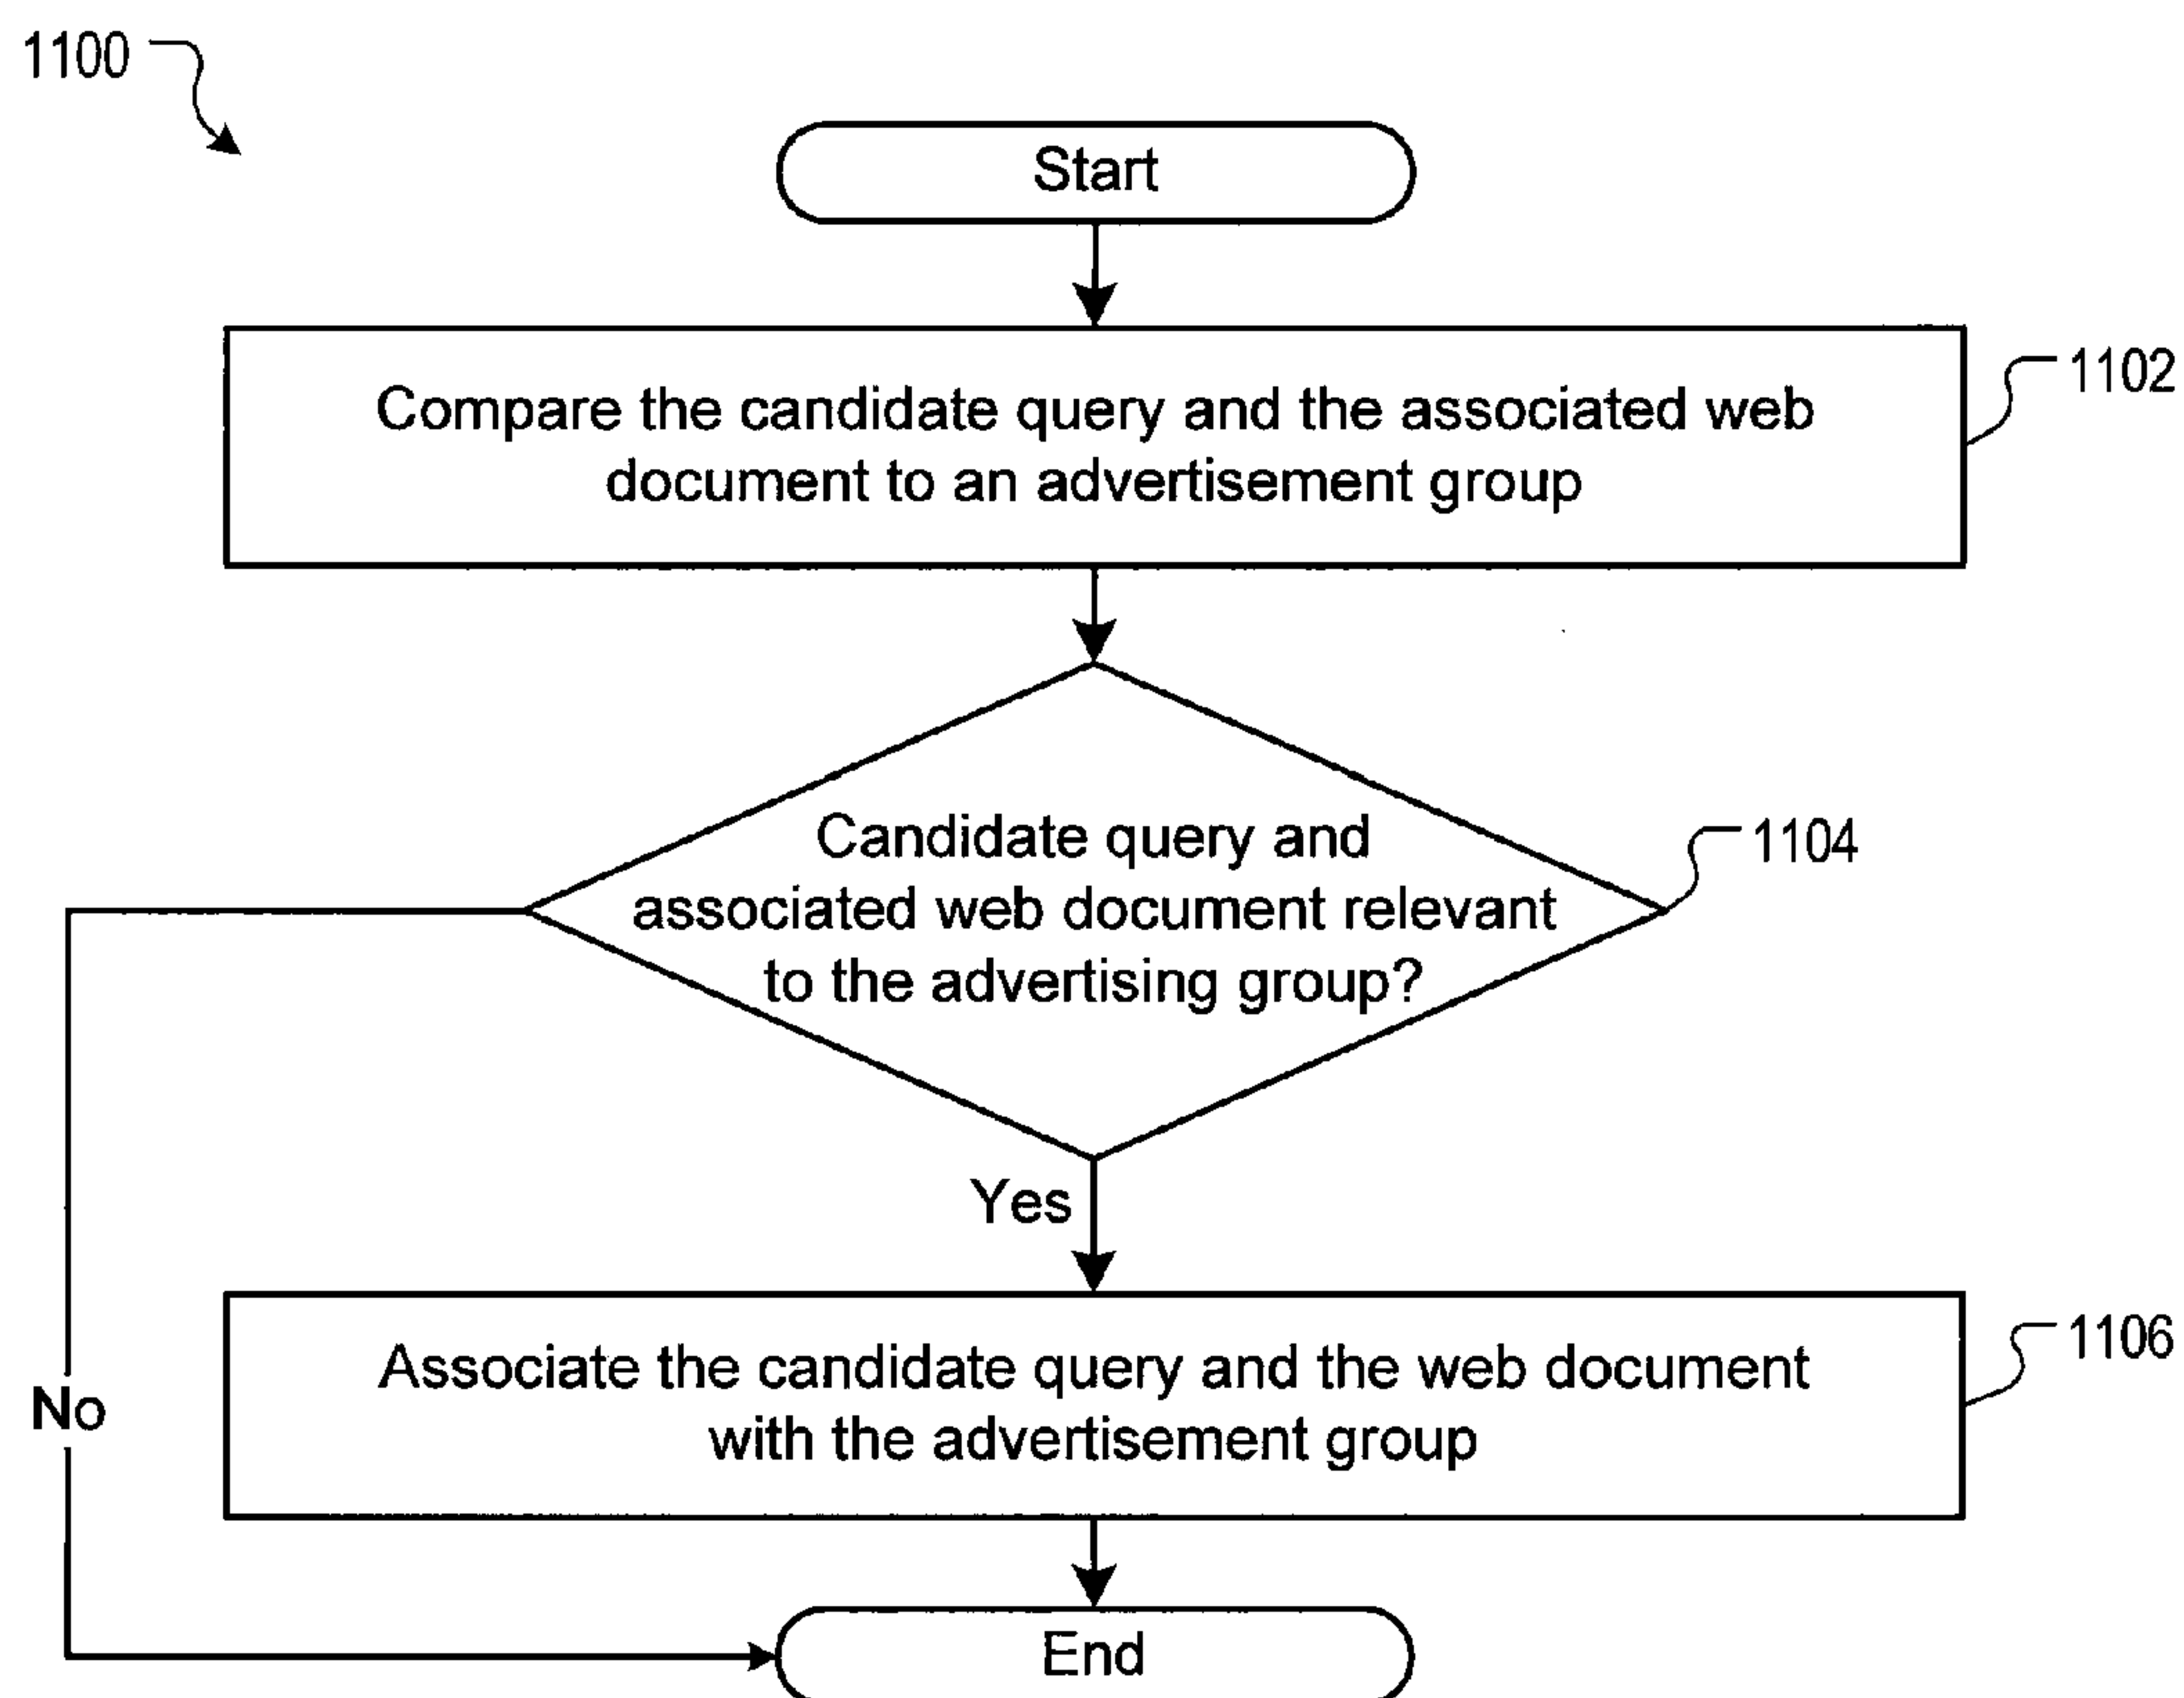 1100
Start
Compare the candidate query and the associated web
document to an advertisement group
1102
Candidate query and
associated web document relevant
to the advertising group?
1104
Yes
Associate the candidate query and the web document
with the advertisement group
1106
No
End